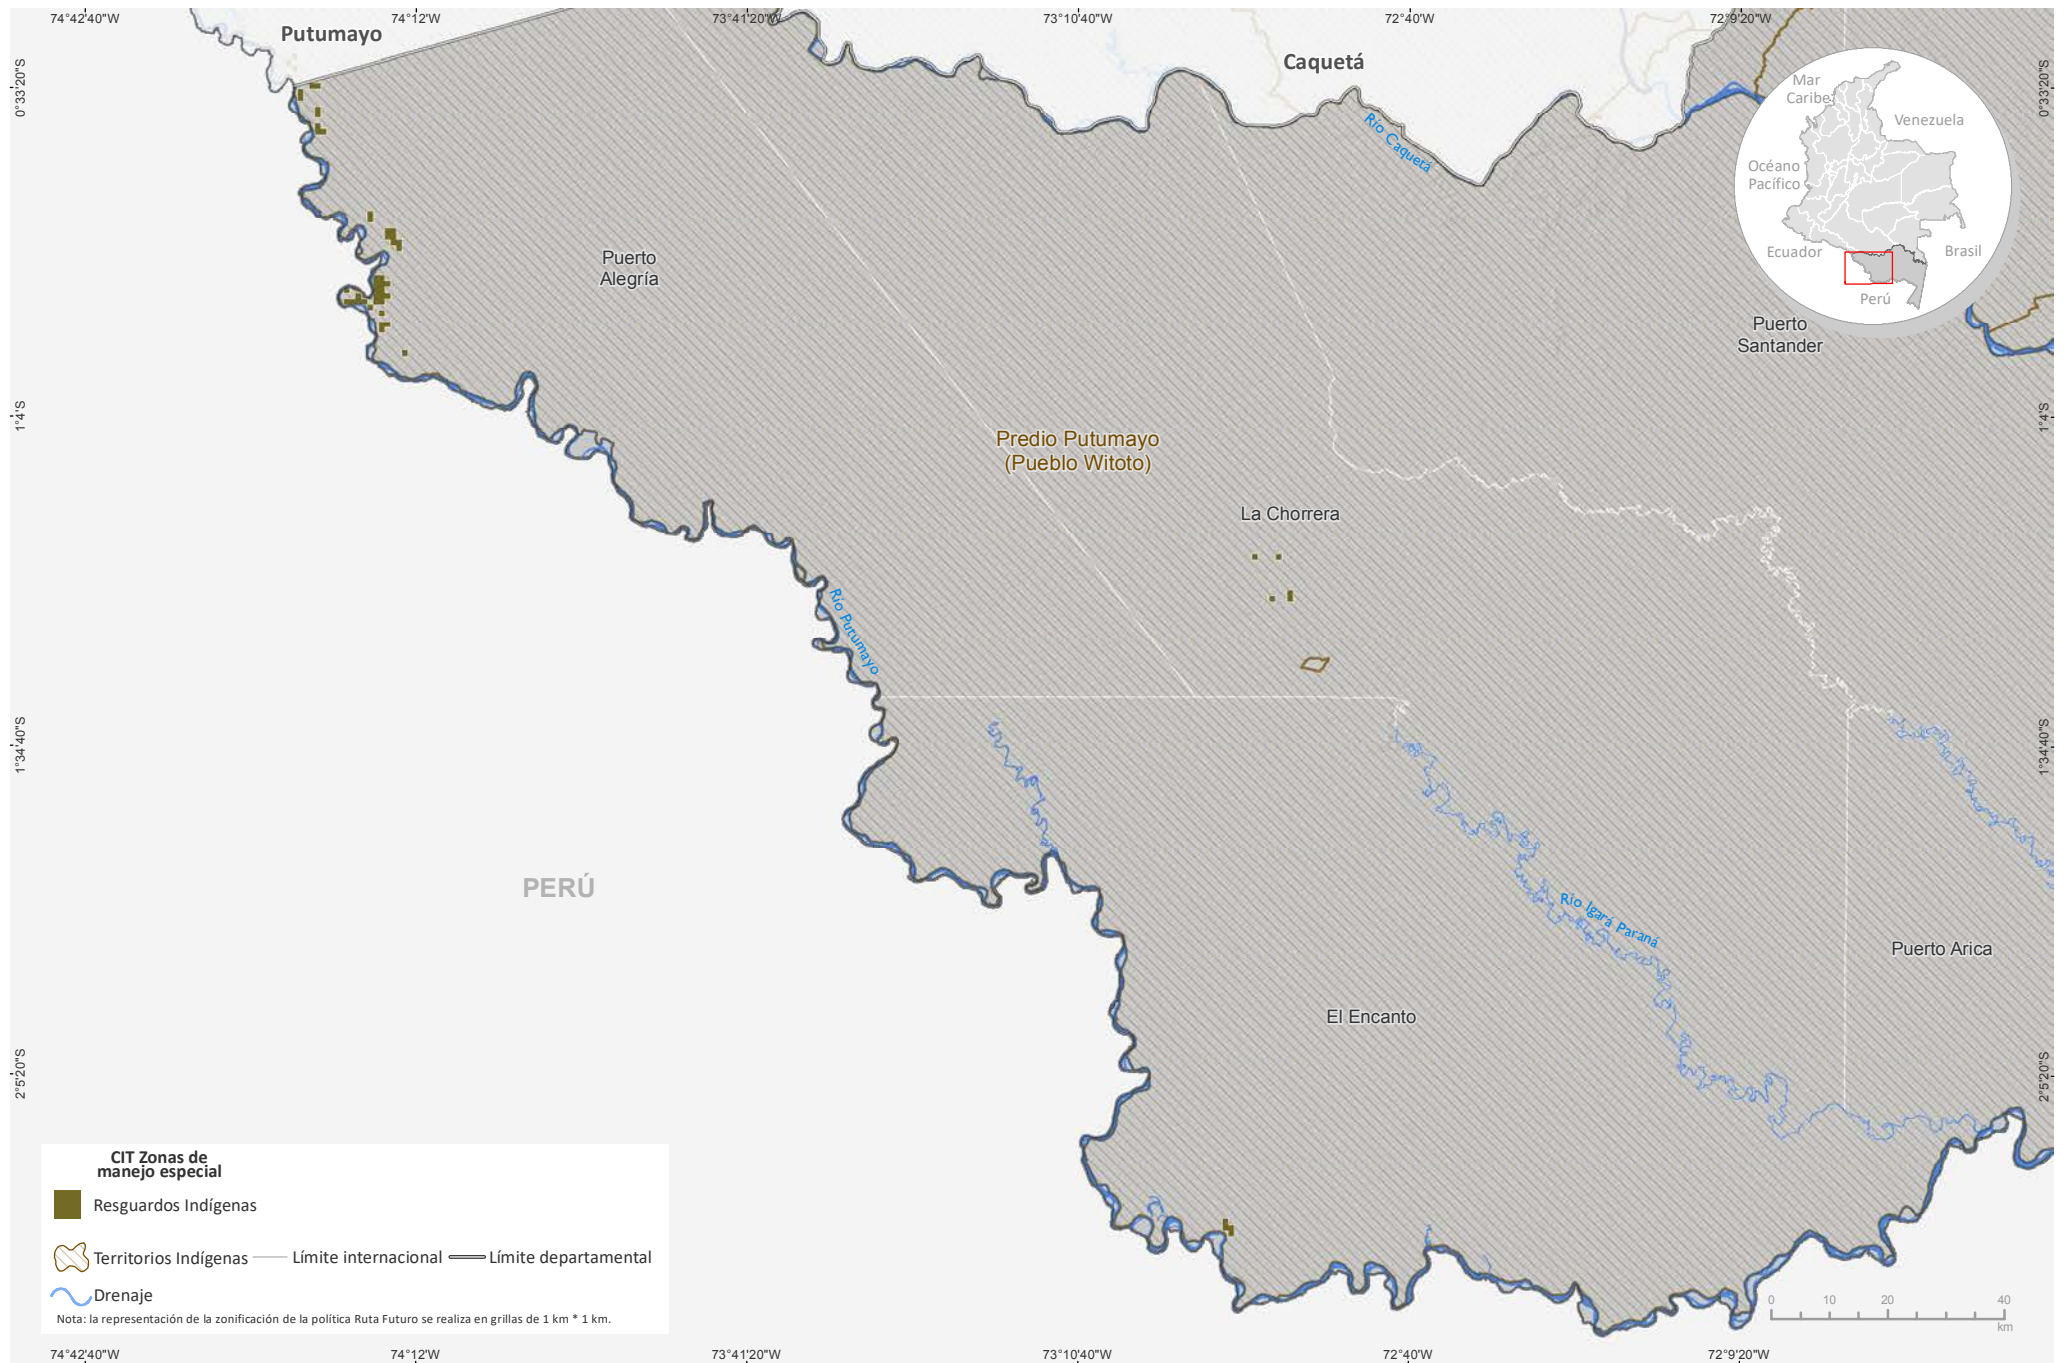 74°42'40"W
74°12'W
73°41'20"W
73°10'40"W
72°40'W
72°9'20"W
Putumayo
Caquetá
0°33'20"S
0°33'20"S
Mar
Caribe
Venezuela
Océano
Pacífico
Ecuador
Brasil
Perú
Río Caquetá
Puerto
Alegría
Puerto
Santander
1°4'S
1°4'S
Predio Putumayo
(Pueblo Witoto)
La Chorrera
Río Putumayo
1°34'40"S
1°34'40"S
PERÚ
Río Igará Paraná
Puerto Arica
El Encanto
2°5'20"S
2°5'20"S
CIT Zonas de
manejo especial
Resguardos Indígenas
Territorios Indígenas
Límite internacional
Límite departamental
Drenaje
Nota: la representación de la zonificación de la política Ruta Futuro se realiza en grillas de 1 km * 1 km.
0 10 20 40
km
74°42'40"W
74°12'W
73°41'20"W
73°10'40"W
72°40'W
72°9'20"W